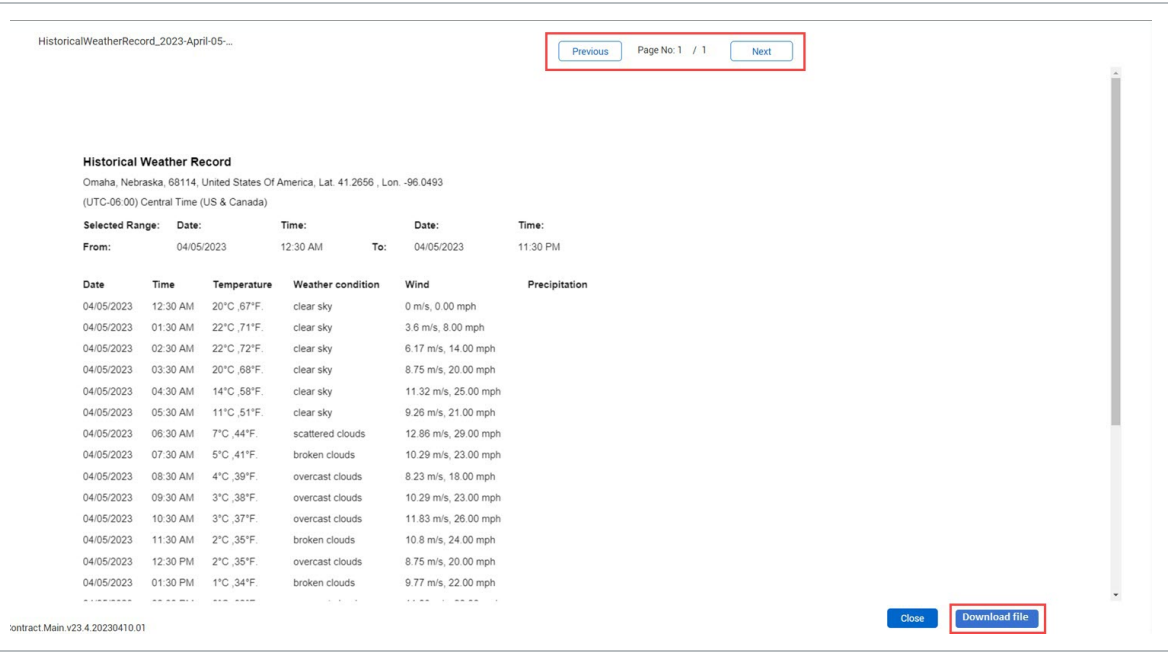 HistoricalWeatherRecord_2023-April-05-...
Previous Page No: 1 / 1 Next
Historical Weather Record
Omaha, Nebraska, 68114, United States Of America, Lat. 41.2656 , Lon. -96.0493
(UTC-06:00) Central Time (US & Canada)
Selected Range: Date: Time: Date: Time:
From: 04/05/2023 12:30 AM To: 04/05/2023 11:30 PM
Date Time Temperature Weather condition Wind Precipitation
04/05/2023 12:30 AM 20°C ,67°F. clear sky 0 m/s, 0.00 mph
04/05/2023 01:30 AM 22°C ,71°F. clear sky 3.6 m/s, 8.00 mph
04/05/2023 02:30 AM 22°C ,72°F. clear sky 6.17 m/s, 14.00 mph
04/05/2023 03:30 AM 20°C ,68°F. clear sky 8.75 m/s, 20.00 mph
04/05/2023 04:30 AM 14°C ,58°F. clear sky 11.32 m/s, 25.00 mph
04/05/2023 05:30 AM 11°C ,51°F. clear sky 9.26 m/s, 21.00 mph
04/05/2023 06:30 AM 7°C ,44°F. scattered clouds 12.86 m/s, 29.00 mph
04/05/2023 07:30 AM 5°C ,41°F. broken clouds 10.29 m/s, 23.00 mph
04/05/2023 08:30 AM 4°C ,39°F. overcast clouds 8.23 m/s, 18.00 mph
04/05/2023 09:30 AM 3°C ,38°F. overcast clouds 10.29 m/s, 23.00 mph
04/05/2023 10:30 AM 3°C ,37°F. overcast clouds 11.83 m/s, 26.00 mph
04/05/2023 11:30 AM 2°C ,35°F. broken clouds 10.8 m/s, 24.00 mph
04/05/2023 12:30 PM 2°C ,35°F. overcast clouds 8.75 m/s, 20.00 mph
04/05/2023 01:30 PM 1°C ,34°F. broken clouds 9.77 m/s, 22.00 mph
Close Download file
ontract.Main.v23.4.20230410.01